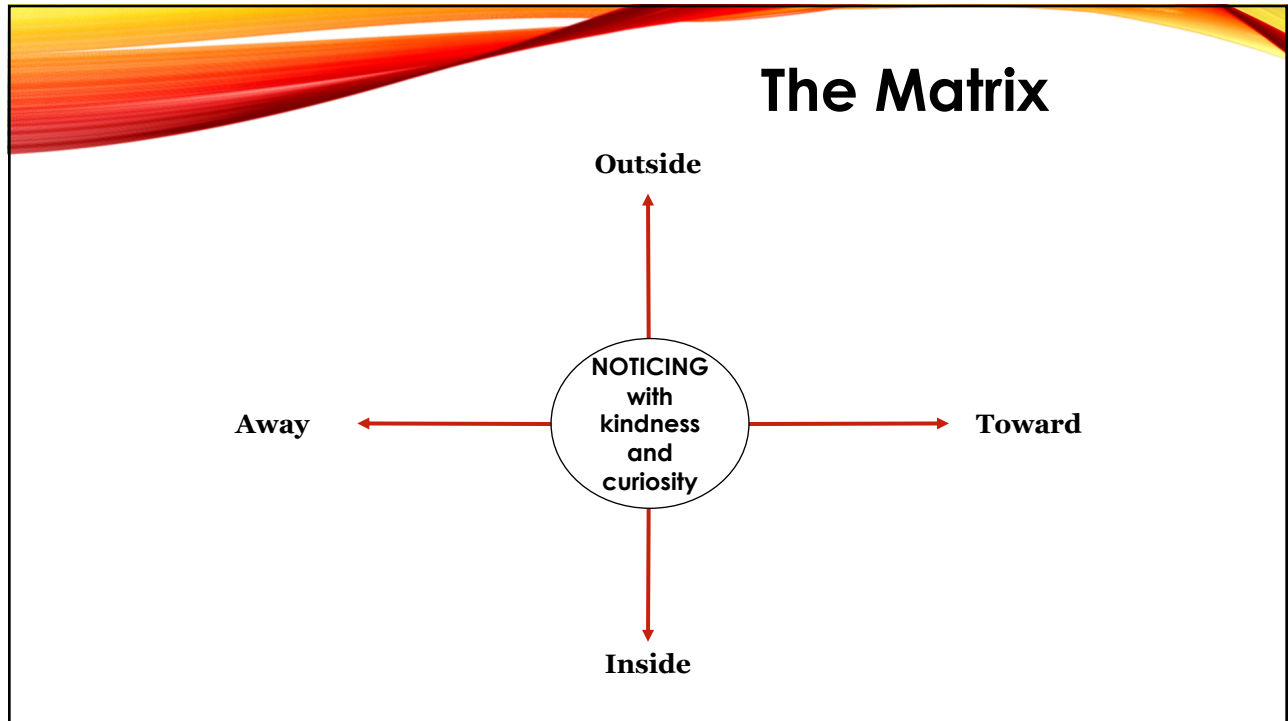 The Matrix
Outside
NOTICING
with
kindness
and
curiosity
Away
Toward
Inside